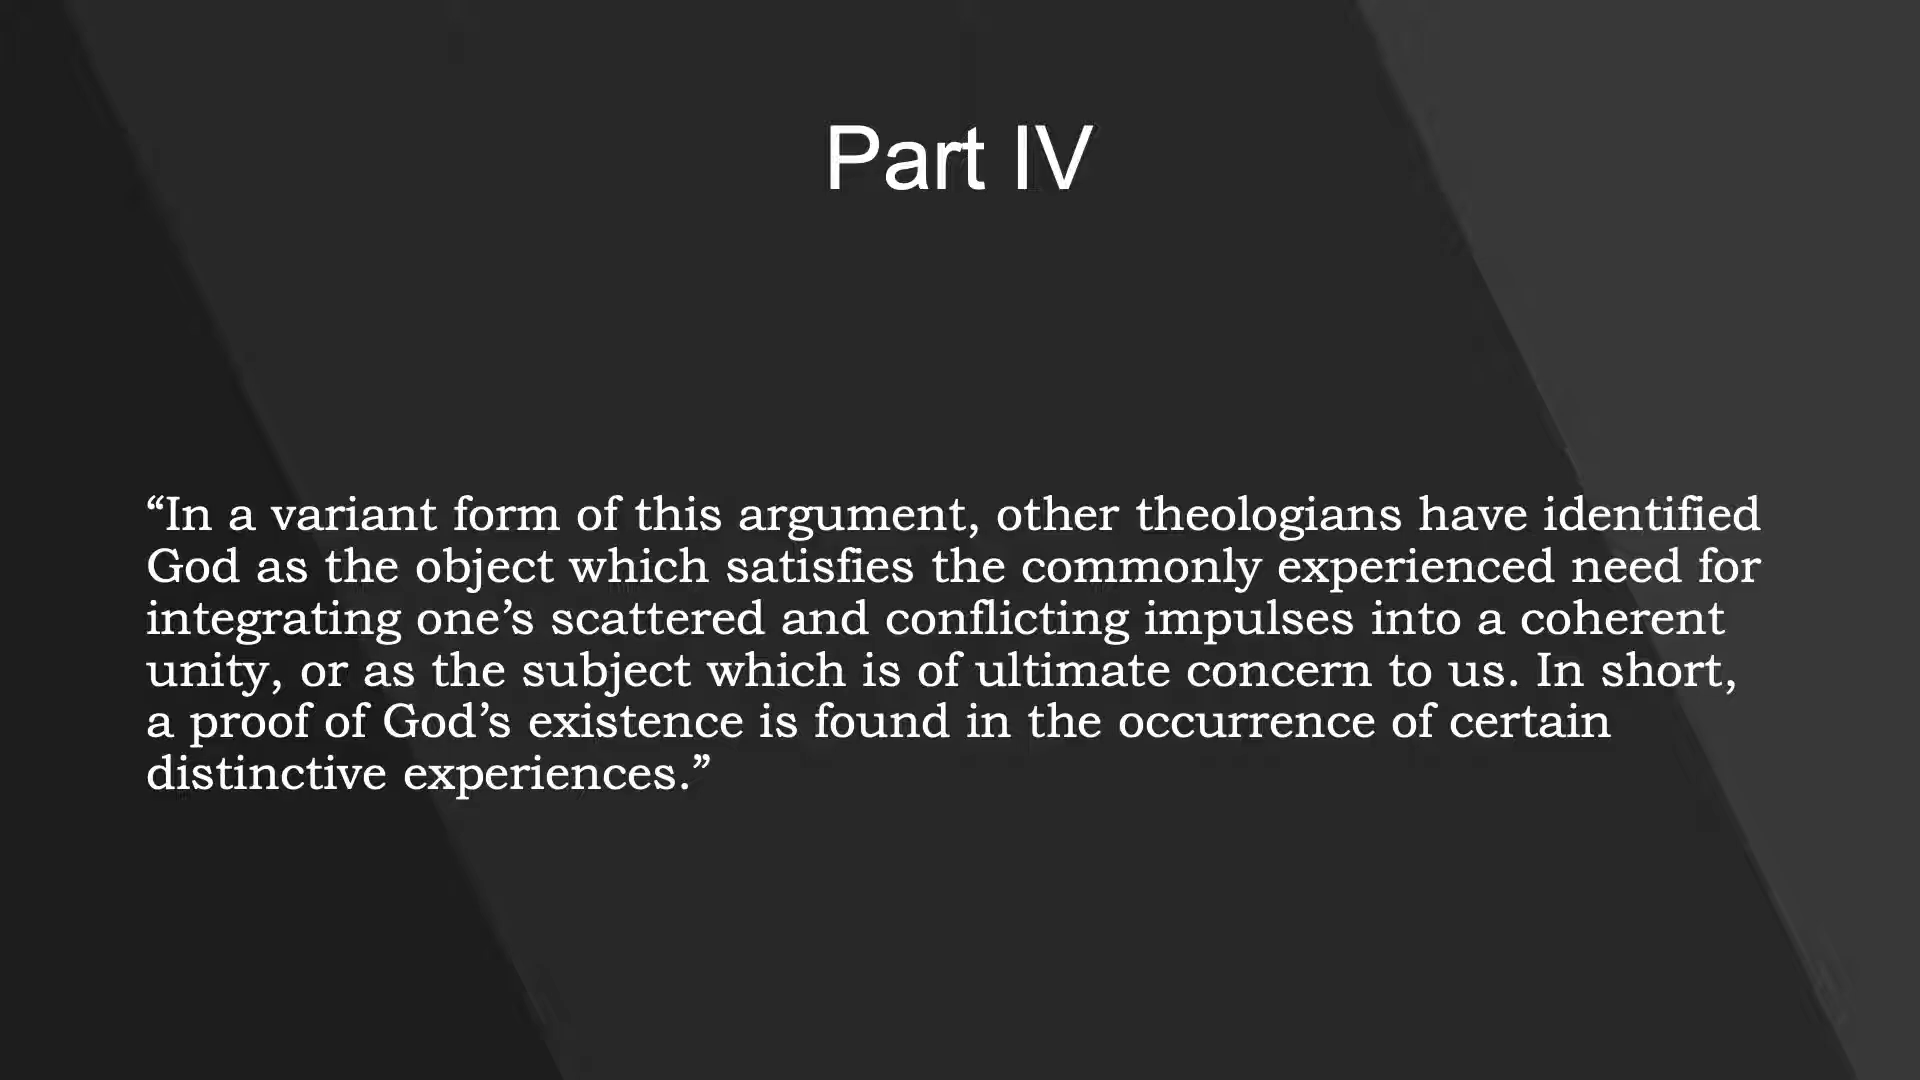 Part IV
“In a variant form of this argument, other theologians have identified
God as the object which satisfies the commonly experienced need for
integrating one’s scattered and conflicting impulses into a coherent
unity, or as the subject which is of ultimate concern to us. In short,
a proof of God’s existence is found in the occurrence of certain
distinctive experiences.”